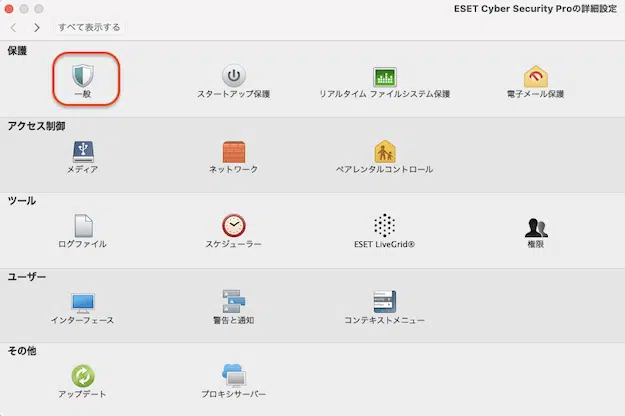 ESET Cyber Security Proの詳細設定
すべて表示する
保護
一般 スタートアップ保護 リアルタイム ファイルシステム保護 電子メール保護
アクセス制御
メディア ネットワーク ペアレンタルコントロール
ツール
ログファイル スケジューラー ESET LiveGrid® 権限
ユーザー
インターフェース 警告と通知 コンテキストメニュー
その他
アップデート プロキシサーバー